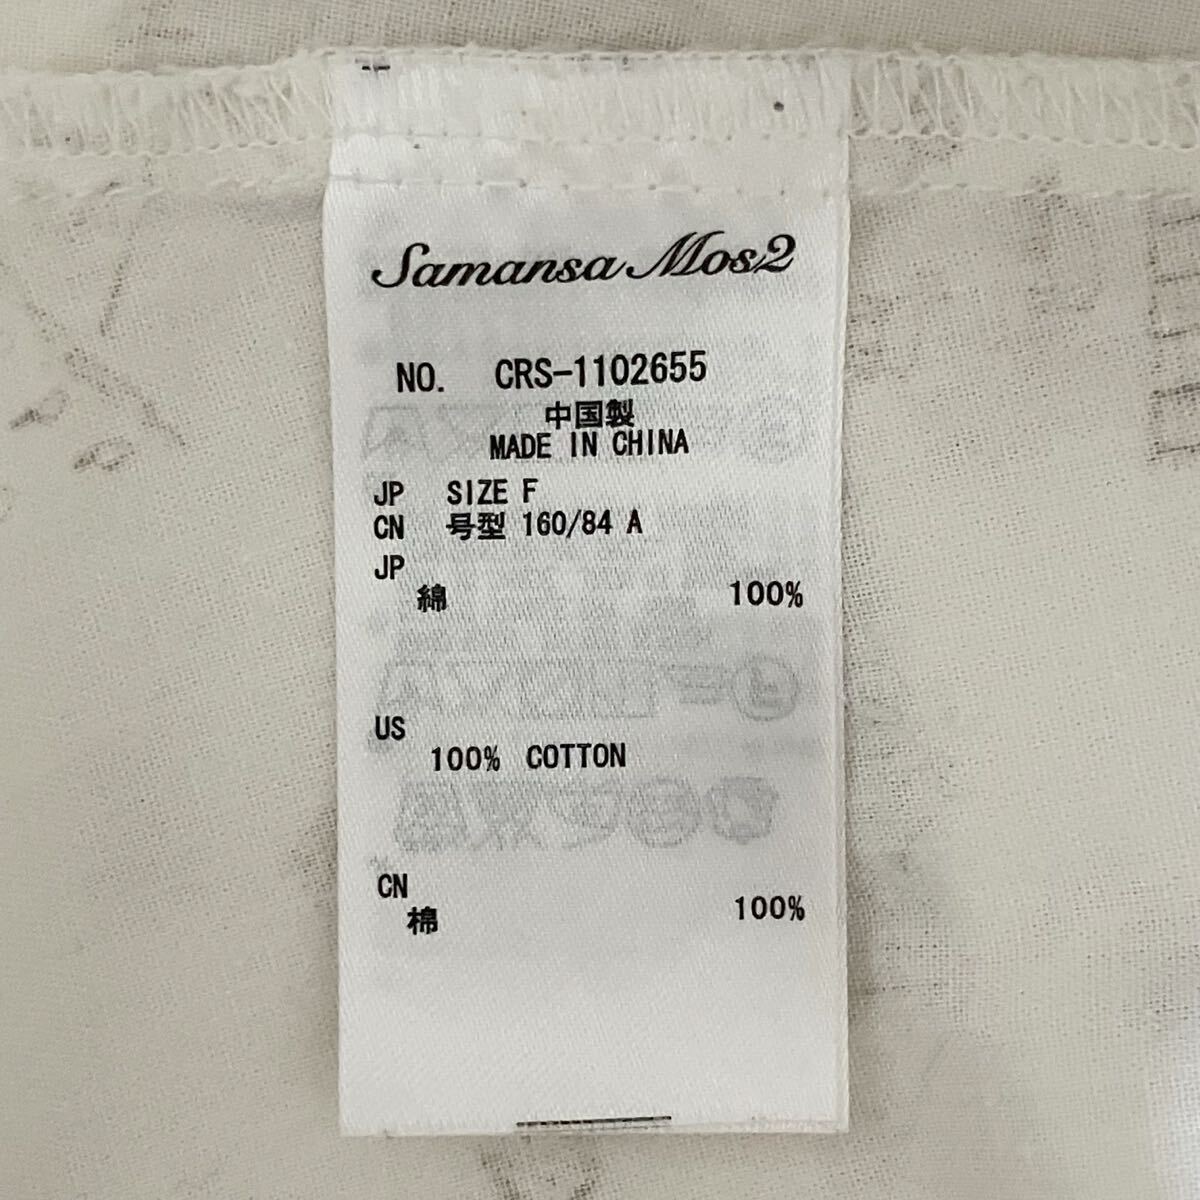 Samansa Mos2
NO. CRS-1102655
中国製
MADE IN CHINA
JP SIZE F
CN 号型 160/84 A
JP
綿 100%
US
100% COTTON
CN
棉 100%